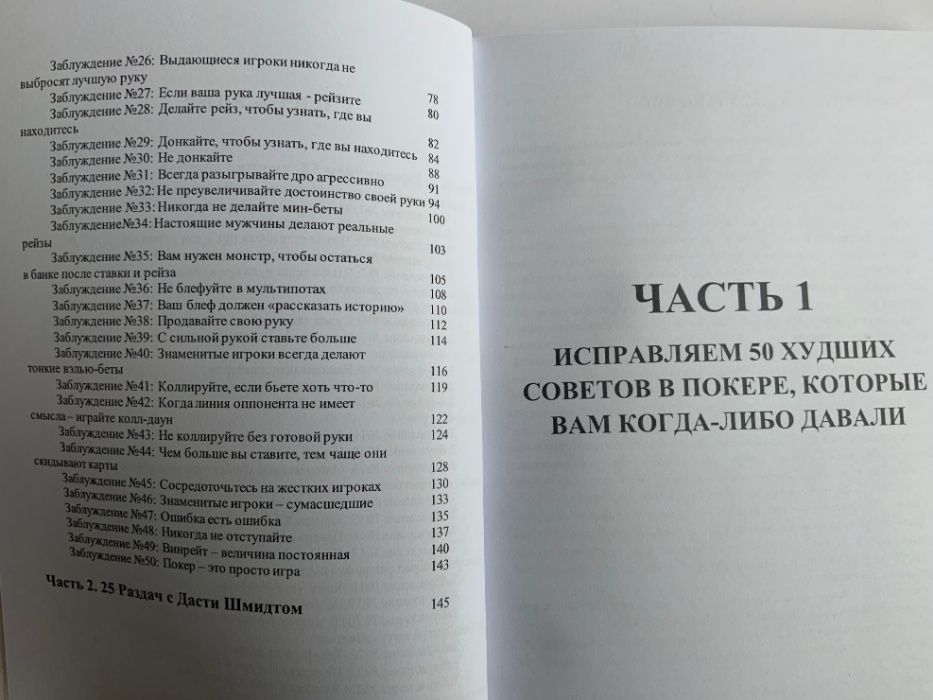 Заблуждение №26: Выдающиеся игроки никогда не
выбросят лучшую руку 78
Заблуждение №27: Если ваша рука лучшая - рейзите 80
Заблуждение №28: Делайте рейз, чтобы узнать, где вы
находитесь 82
Заблуждение №29: Донкайте, чтобы узнать, где вы находитесь 84
Заблуждение №30: Не донкайте 88
Заблуждение №31: Всегда разыгрывайте дро агрессивно 91
Заблуждение №32: Не преувеличивайте достоинство своей руки 94
Заблуждение №33: Никогда не делайте мин-беты 100
Заблуждение№34: Настоящие мужчины делают реальные
рейзы 103
Заблуждение №35: Вам нужен монстр, чтобы остаться
в банке после ставки и рейза 105
Заблуждение №36: Не блефуйте в мультипотах 108
Заблуждение №37: Ваш блеф должен «рассказать историю» 110
Заблуждение №38: Продавайте свою руку 112
Заблуждение №39: С сильной рукой ставьте больше 114
Заблуждение №40: Знаменитые игроки всегда делают
тонкие вэлью-беты 116
Заблуждение №41: Коллируйте, если бьете хоть что-то 119
Заблуждение №42: Когда линия оппонента не имеет
смысла – играйте колл-даун 122
Заблуждение №43: Не коллируйте без готовой руки 124
Заблуждение №44: Чем больше вы ставите, тем чаще они
скидывают карты 128
Заблуждение №45: Сосредоточьтесь на жестких игроках 130
Заблуждение №46: Знаменитые игроки – сумасшедшие 133
Заблуждение №47: Ошибка есть ошибка 135
Заблуждение №48: Никогда не отступайте 137
Заблуждение №49: Винрейт – величина постоянная 140
Заблуждение №50: Покер – это просто игра 143
Часть 2. 25 Раздач с Дасти Шмидтом 145
ЧАСТЬ 1
ИСПРАВЛЯЕМ 50 ХУДШИХ
СОВЕТОВ В ПОКЕРЕ, КОТОРЫЕ
ВАМ КОГДА-ЛИБО ДАВАЛИ